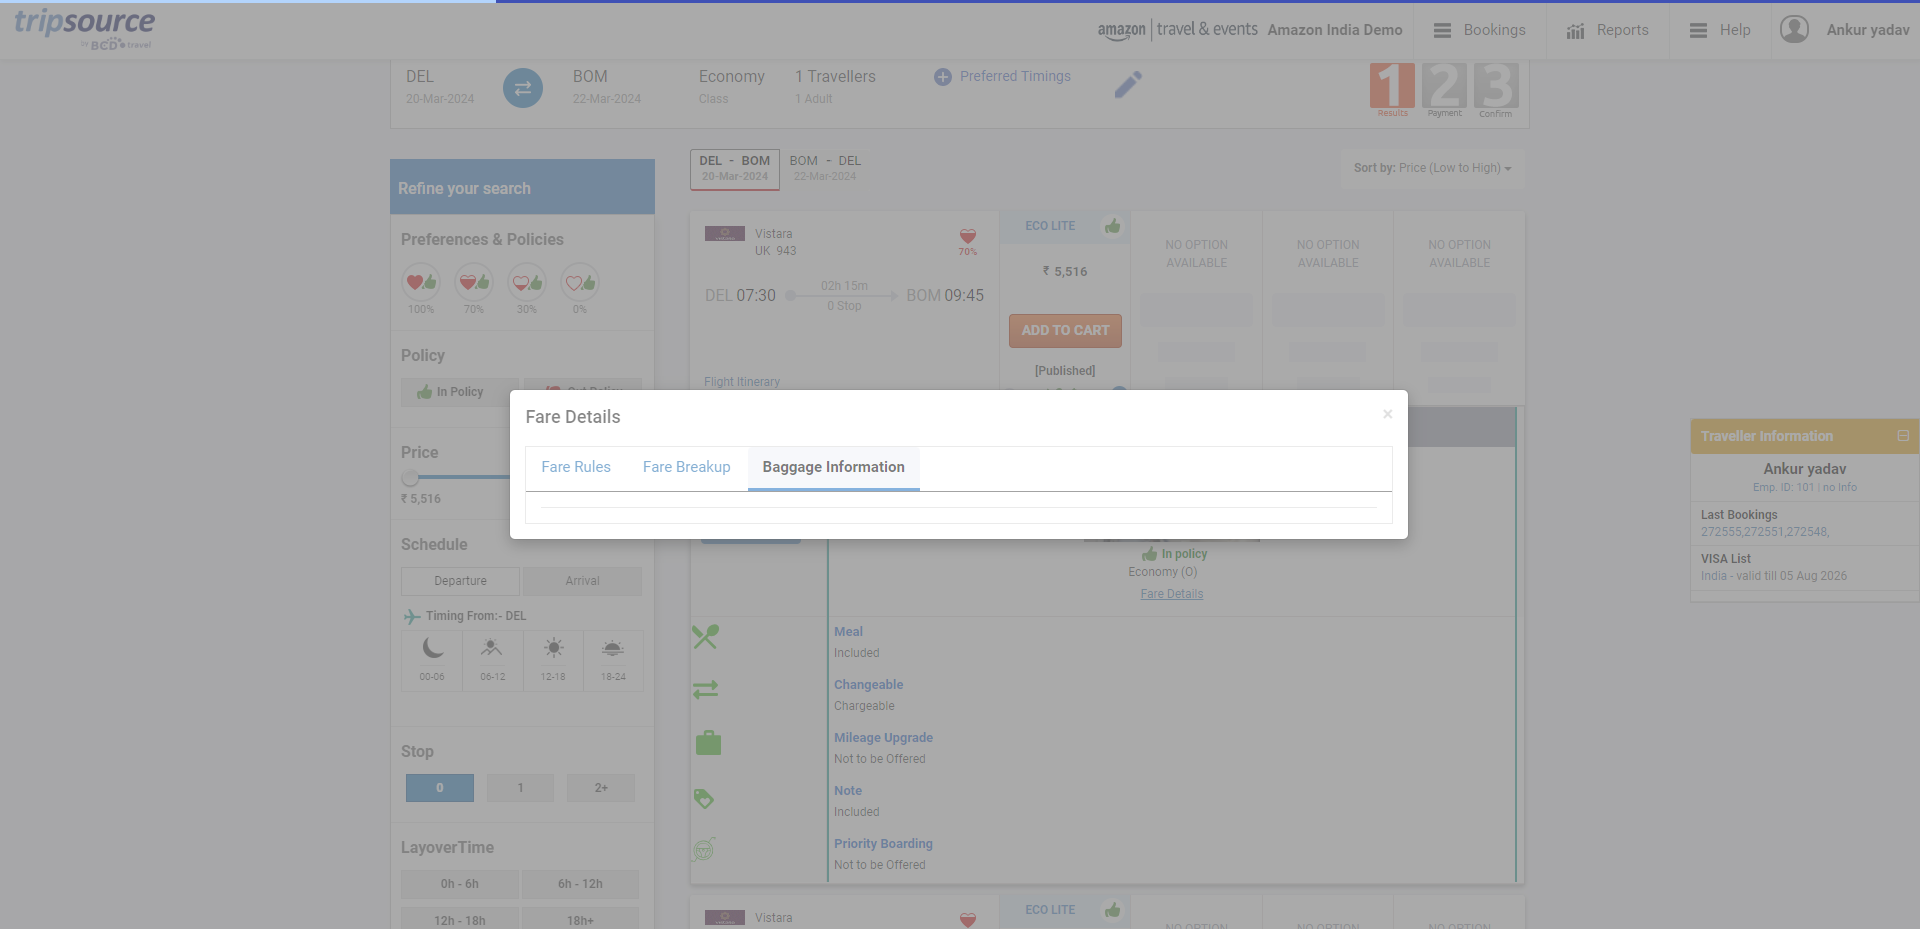 tripsource
by BCD travel
amazon travel & events Amazon India Demo
Bookings
Reports
Help
Ankur yadav
DEL
20-Mar-2024
BOM
22-Mar-2024
Economy
Class
1 Travellers
1 Adult
Preferred Timings
1 Results
2 Payment
3 Confirm
Refine your search
Preferences & Policies
100% 70% 30% 0%
Policy
In Policy
Price
₹ 5,516
Schedule
Departure Arrival
Timing From:- DEL
00-06 06-12 12-18 18-24
Stop
0 1 2+
LayoverTime
0h - 6h 6h - 12h
12h - 18h 18h+
DEL - BOM
20-Mar-2024
BOM - DEL
22-Mar-2024
Sort by: Price (Low to High)
Vistara
UK 943
70%
DEL 07:30
02h 15m
0 Stop
BOM 09:45
Flight Itinerary
ECO LITE
₹ 5,516
ADD TO CART
[Published]
NO OPTION
AVAILABLE
NO OPTION
AVAILABLE
NO OPTION
AVAILABLE
Fare Details
×
Fare Rules
Fare Breakup
Baggage Information
In policy
Economy (O)
Fare Details
Meal
Included
Changeable
Chargeable
Mileage Upgrade
Not to be Offered
Note
Included
Priority Boarding
Not to be Offered
Vistara
ECO LITE
NO OPTION
NO OPTION
NO OPTION
Traveller Information
Ankur yadav
Emp. ID: 101 | no Info
Last Bookings
272555,272551,272548,
VISA List
India - valid till 05 Aug 2026